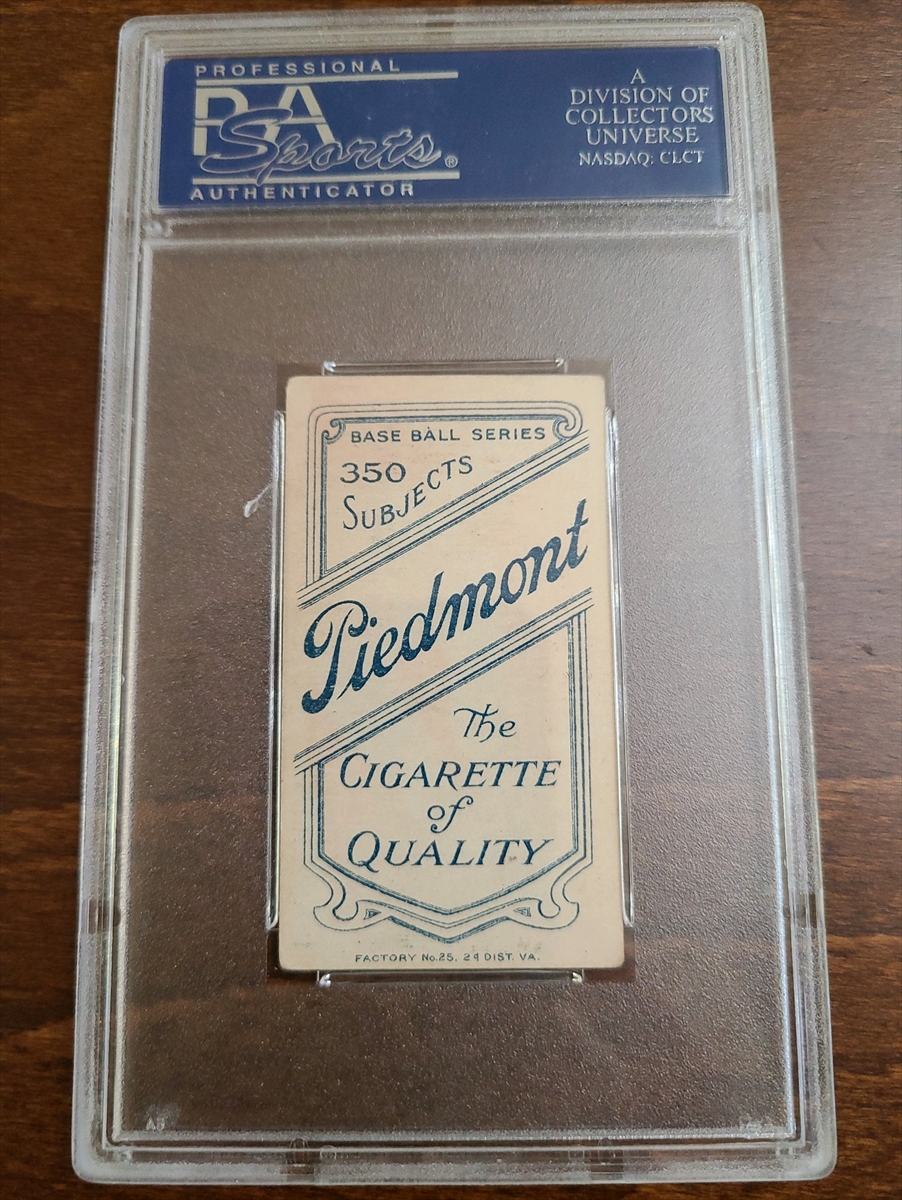 PROFESSIONAL
PSA
Sports®
AUTHENTICATOR
A
DIVISION OF
COLLECTORS
UNIVERSE
NASDAQ: CLCT
BASE BALL SERIES
350
SUBJECTS
Piedmont
The
CIGARETTE
of
QUALITY
FACTORY No. 25, 2d DIST. VA.